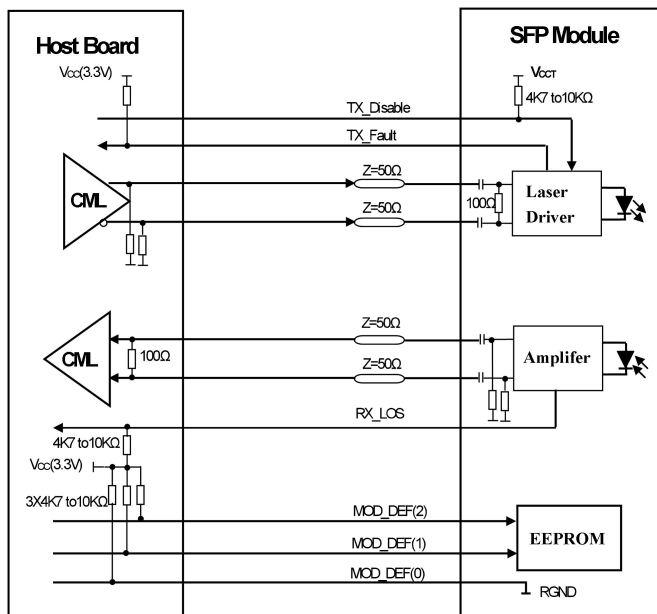 Host Board
SFP Module
Vcc(3.3V)
VCCT
4K7 to10KΩ
TX_Disable
TX_Fault
Z=50Ω
CML
100Ω
Laser
Driver
Z=50Ω
Z=50Ω
CML
100Ω
Amplifer
Z=50Ω
RX_LOS
4K7 to10KΩ
Vcc(3.3V)
3X4K7 to10KΩ
MOD_DEF(2)
EEPROM
MOD_DEF(1)
MOD_DEF(0)
RGND